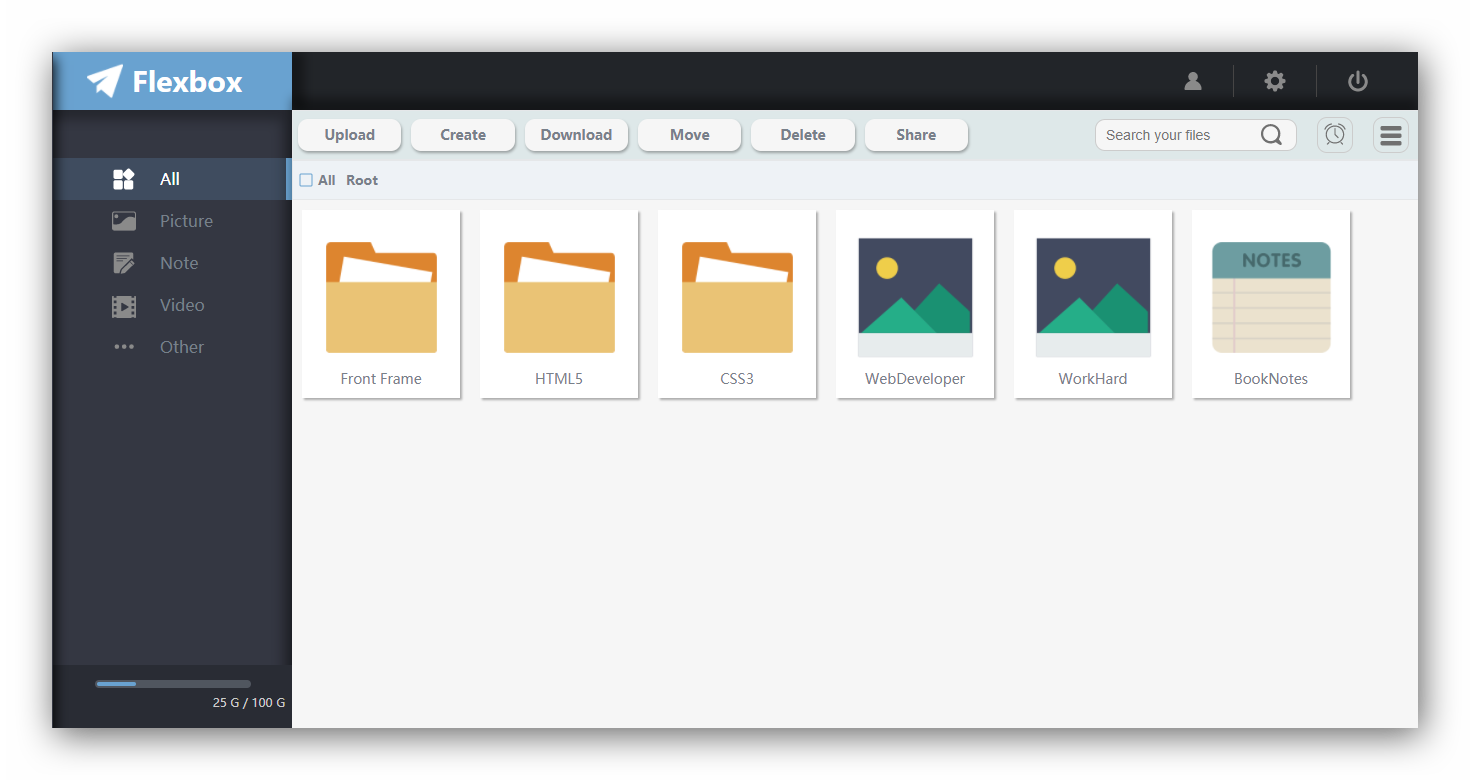 Flexbox
Upload Create Download Move Delete Share Search your files
All Root
All
Picture
Note
Video
Other
NOTES
Front Frame HTML5 CSS3 WebDeveloper WorkHard BookNotes
25 G / 100 G